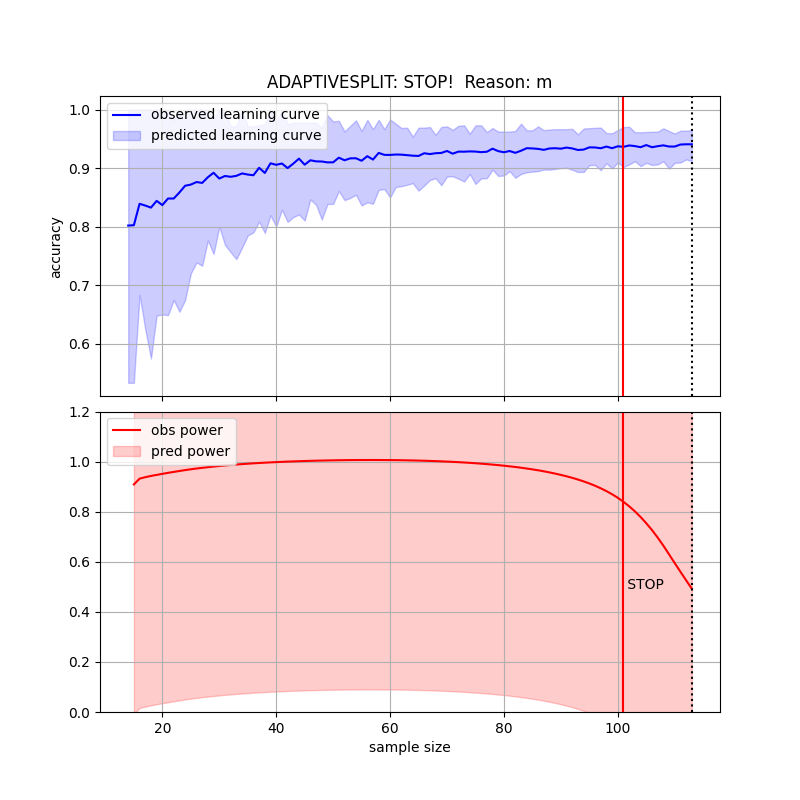 ADAPTIVESPLIT: STOP!  Reason: m
1.0
0.9
0.8
0.7
0.6
accuracy
observed learning curve
predicted learning curve
1.2
1.0
0.8
0.6
0.4
0.2
0.0
obs power
pred power
STOP
20 40 60 80 100
sample size